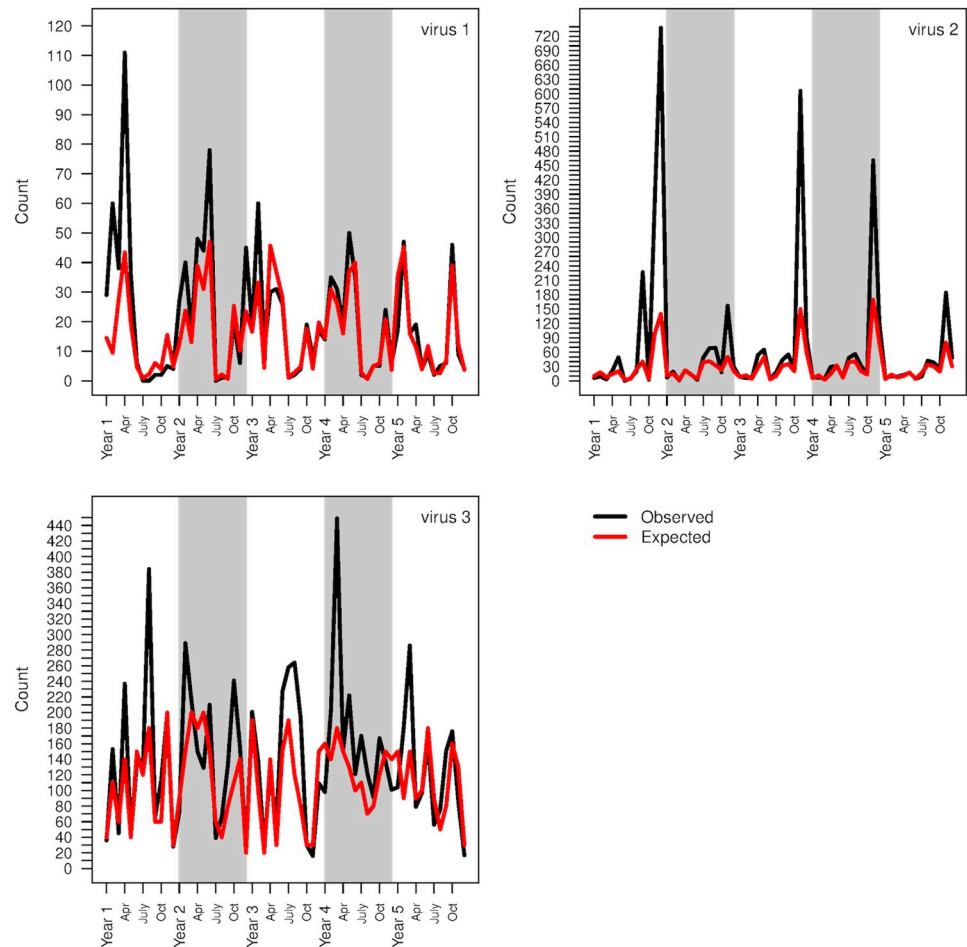 virus 1
120
110
100
90
80
70
60
50
40
30
20
10
0
Count
Year 1
Apr
July
Oct
Year 2
Apr
July
Oct
Year 3
Apr
July
Oct
Year 4
Apr
July
Oct
Year 5
Apr
July
Oct
virus 2
720
690
660
630
600
570
540
510
480
450
420
390
360
330
300
270
240
210
180
150
120
90
60
30
0
Count
Year 1
Apr
July
Oct
Year 2
Apr
July
Oct
Year 3
Apr
July
Oct
Year 4
Apr
July
Oct
Year 5
Apr
July
Oct
virus 3
440
420
400
380
360
340
320
300
280
260
240
220
200
180
160
140
120
100
80
60
40
20
0
Count
Year 1
Apr
July
Oct
Year 2
Apr
July
Oct
Year 3
Apr
July
Oct
Year 4
Apr
July
Oct
Year 5
Apr
July
Oct
Observed
Expected